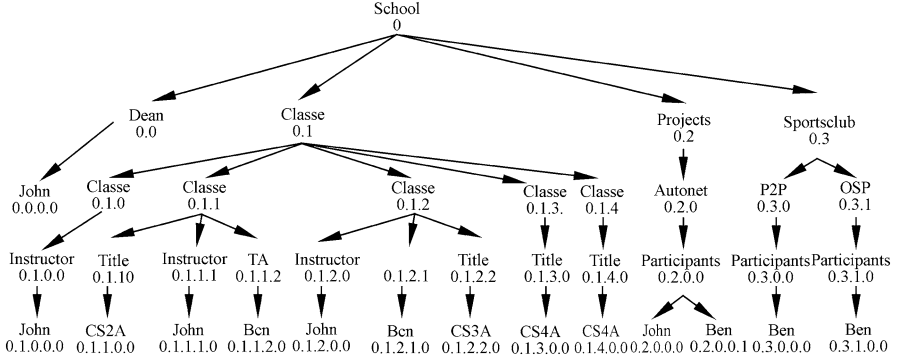 School
0
Dean
0.0
Classe
0.1
Projects
0.2
Sportsclub
0.3
John
0.0.0.0
Classe
0.1.0
Classe
0.1.1
Classe
0.1.2
Classe
0.1.3.
Classe
0.1.4
Autonet
0.2.0
P2P
0.3.0
OSP
0.3.1
Instructor
0.1.0.0
Title
0.1.10
Instructor
0.1.1.1
TA
0.1.1.2
Instructor
0.1.2.0
0.1.2.1
Title
0.1.2.2
Title
0.1.3.0
Title
0.1.4.0
Participants
0.2.0.0
Participants
0.3.0.0
Participants
0.3.1.0
John
0.1.0.0.0
CS2A
0.1.1.0.0
John
0.1.1.1.0
Bcn
0.1.1.2.0
John
0.1.2.0.0
Bcn
0.1.2.1.0
CS3A
0.1.2.2.0
CS4A
0.1.3.0.0
CS4A
0.1.4.0.0
John
0.2.0.0.0
Ben
0.2.0.0.1
Ben
0.3.0.0.0
Ben
0.3.1.0.0